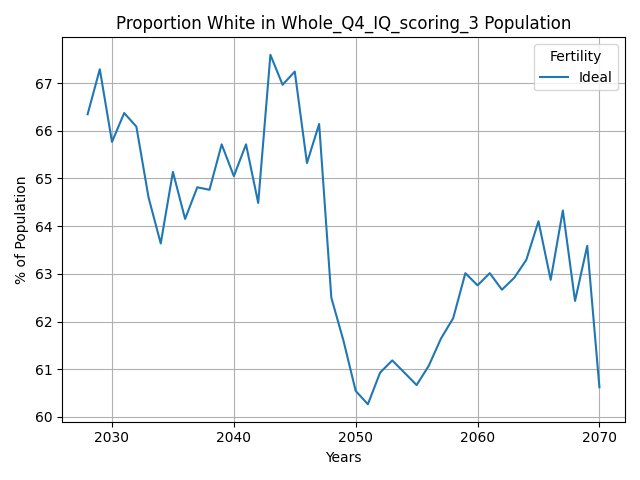 Proportion White in Whole_Q4_IQ_scoring_3 Population
Fertility
Ideal
67
66
65
64
63
62
61
60
% of Population
2030
2040
2050
2060
2070
Years